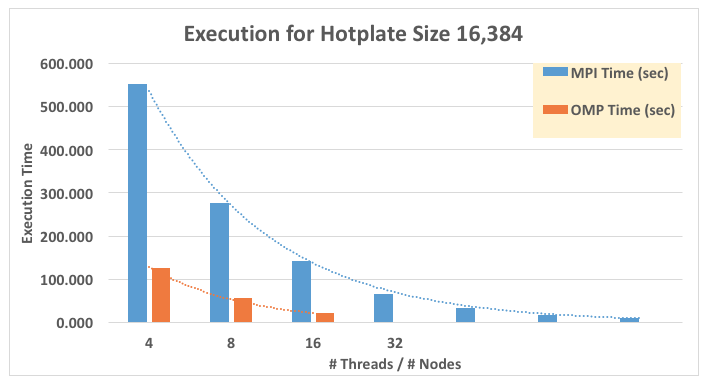 Execution for Hotplate Size 16,384
MPI Time (sec)
OMP Time (sec)
Execution Time
600.000
500.000
400.000
300.000
200.000
100.000
0.000
4 8 16 32
# Threads / # Nodes